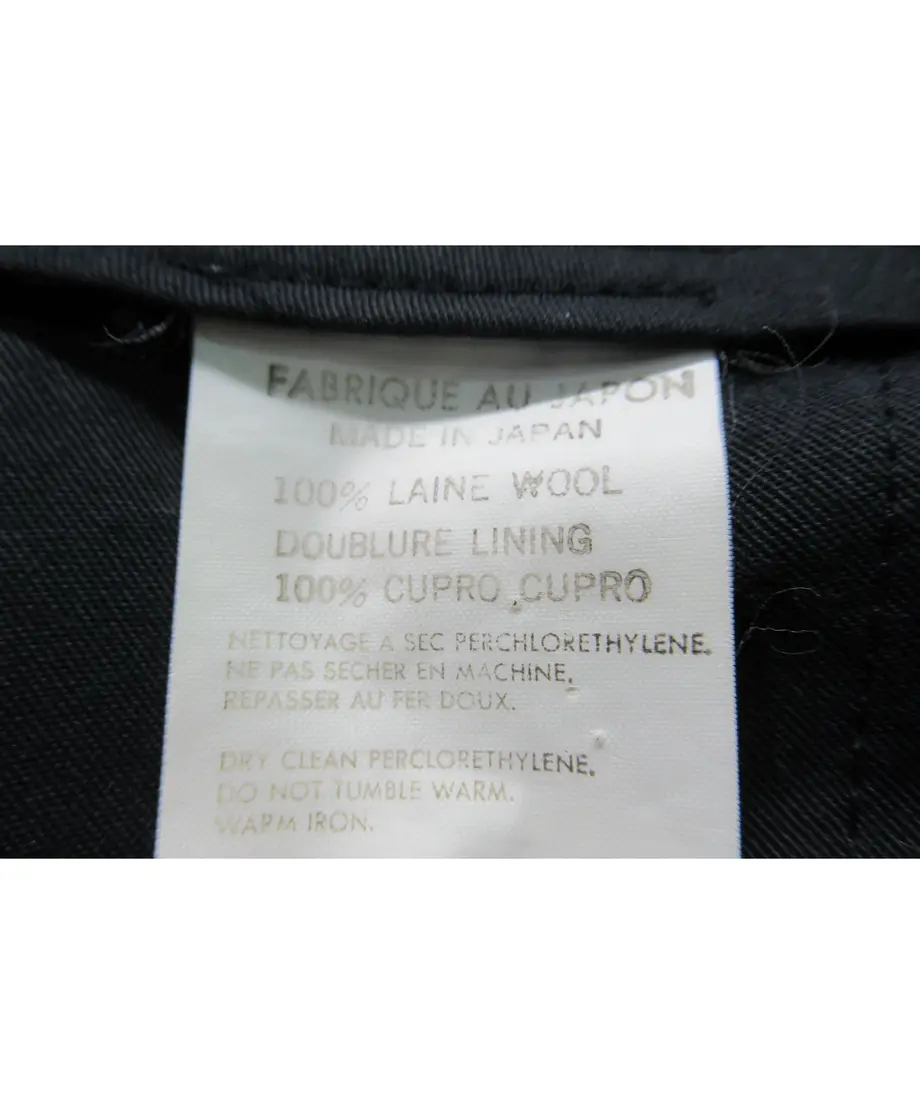 FABRIQUE AU JAPON
MADE IN JAPAN
100% LAINE WOOL
DOUBLURE LINING
100% CUPRO CUPRO
NETTOYAGE A SEC PERCHLORETHYLENE.
NE PAS SECHER EN MACHINE.
REPASSER AU FER DOUX.
DRY CLEAN PERCLORETHYLENE.
DO NOT TUMBLE WARM.
WARM IRON.